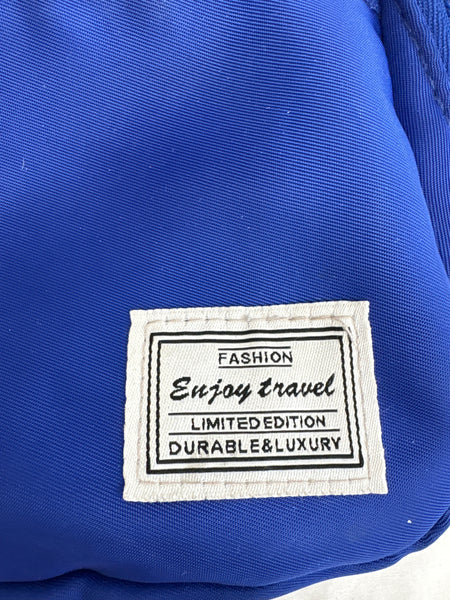 FASHION
Enjoy travel
LIMITED EDITION
DURABLE&LUXURY